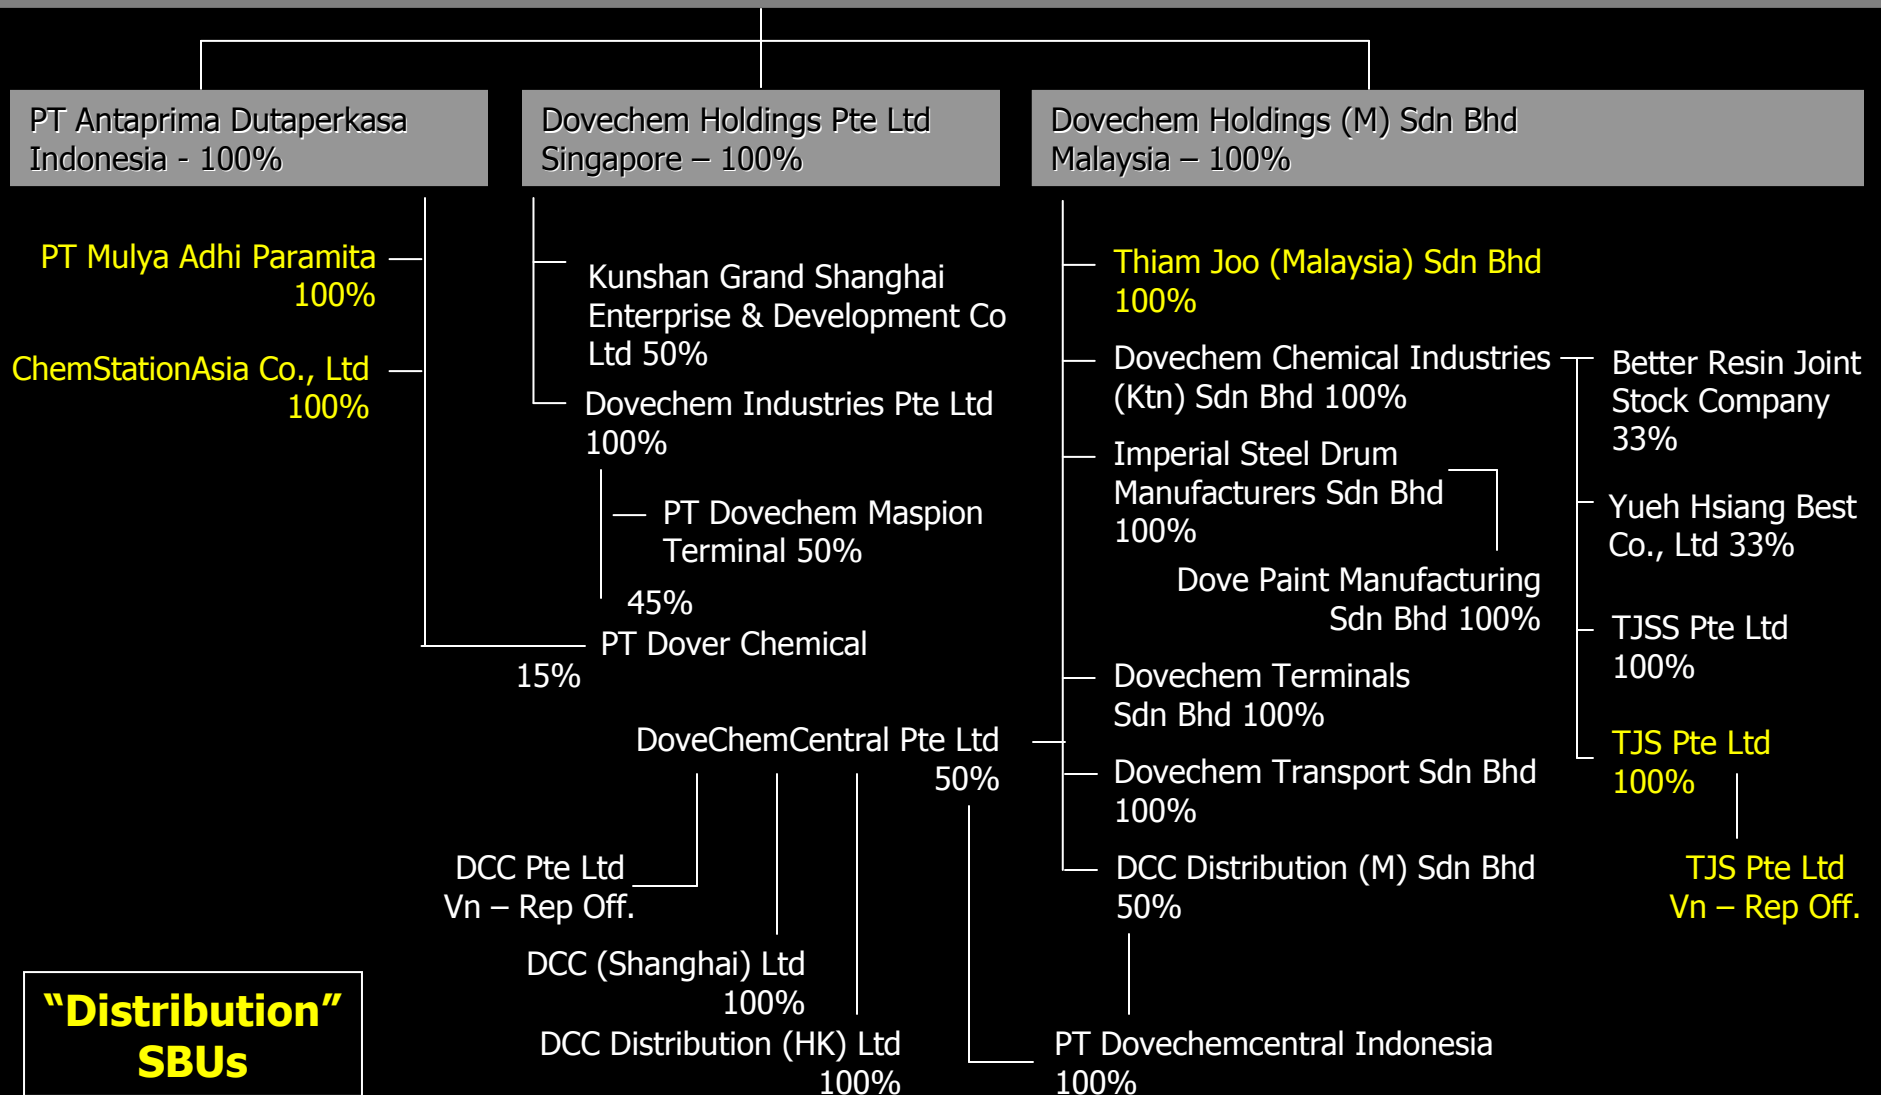 PT Antaprima Dutaperkasa
Indonesia - 100%
Dovechem Holdings Pte Ltd
Singapore – 100%
Dovechem Holdings (M) Sdn Bhd
Malaysia – 100%
PT Mulya Adhi Paramita
100%
ChemStationAsia Co., Ltd
100%
Kunshan Grand Shanghai
Enterprise & Development Co
Ltd 50%
Dovechem Industries Pte Ltd
100%
PT Dovechem Maspion
Terminal 50%
45%
PT Dover Chemical
15%
Thiam Joo (Malaysia) Sdn Bhd
100%
Dovechem Chemical Industries
(Ktn) Sdn Bhd 100%
Imperial Steel Drum
Manufacturers Sdn Bhd
100%
Dove Paint Manufacturing
Sdn Bhd 100%
Dovechem Terminals
Sdn Bhd 100%
DoveChemCentral Pte Ltd
50%
Dovechem Transport Sdn Bhd
100%
DCC Distribution (M) Sdn Bhd
50%
Better Resin Joint
Stock Company
33%
Yueh Hsiang Best
Co., Ltd 33%
TJSS Pte Ltd
100%
TJS Pte Ltd
100%
TJS Pte Ltd
Vn – Rep Off.
DCC Pte Ltd
Vn – Rep Off.
DCC (Shanghai) Ltd
100%
DCC Distribution (HK) Ltd
100%
PT Dovechemcentral Indonesia
100%
“Distribution”
SBUs